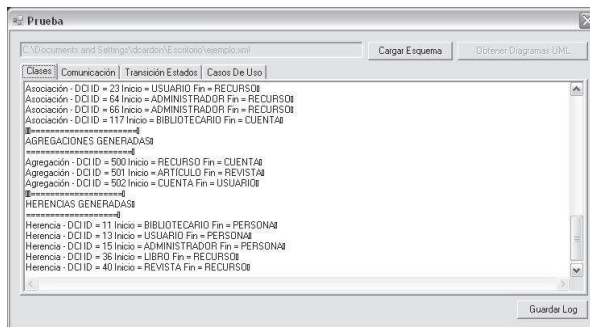 Prueba
C:\Documents and Settings\dcardon\Escritorio\ejemplo.xml
Cargar Esquema
Obtener Diagramas UML
Clases
Comunicación
Transición Estados
Casos De Uso
Asociación - DCI ID = 23 Inicio = USUARIO Fin = RECURSO
Asociación - DCI ID = 64 Inicio = ADMINISTRADOR Fin = RECURSO
Asociación - DCI ID = 66 Inicio = ADMINISTRADOR Fin = RECURSO
Asociación - DCI ID = 117 Inicio = BIBLIOTECARIO Fin = CUENTA
=====================
AGREGACIONES GENERADAS
=====================
Agregación - DCI ID = 500 Inicio = RECURSO Fin = CUENTA
Agregación - DCI ID = 501 Inicio = ARTÍCULO Fin = REVISTA
Agregación - DCI ID = 502 Inicio = CUENTA Fin = USUARIO
==================
HERENCIAS GENERADAS
==================
Herencia - DCI ID = 11 Inicio = BIBLIOTECARIO Fin = PERSONA
Herencia - DCI ID = 13 Inicio = USUARIO Fin = PERSONA
Herencia - DCI ID = 15 Inicio = ADMINISTRADOR Fin = PERSONA
Herencia - DCI ID = 36 Inicio = LIBRO Fin = RECURSO
Herencia - DCI ID = 40 Inicio = REVISTA Fin = RECURSO
Guardar Log